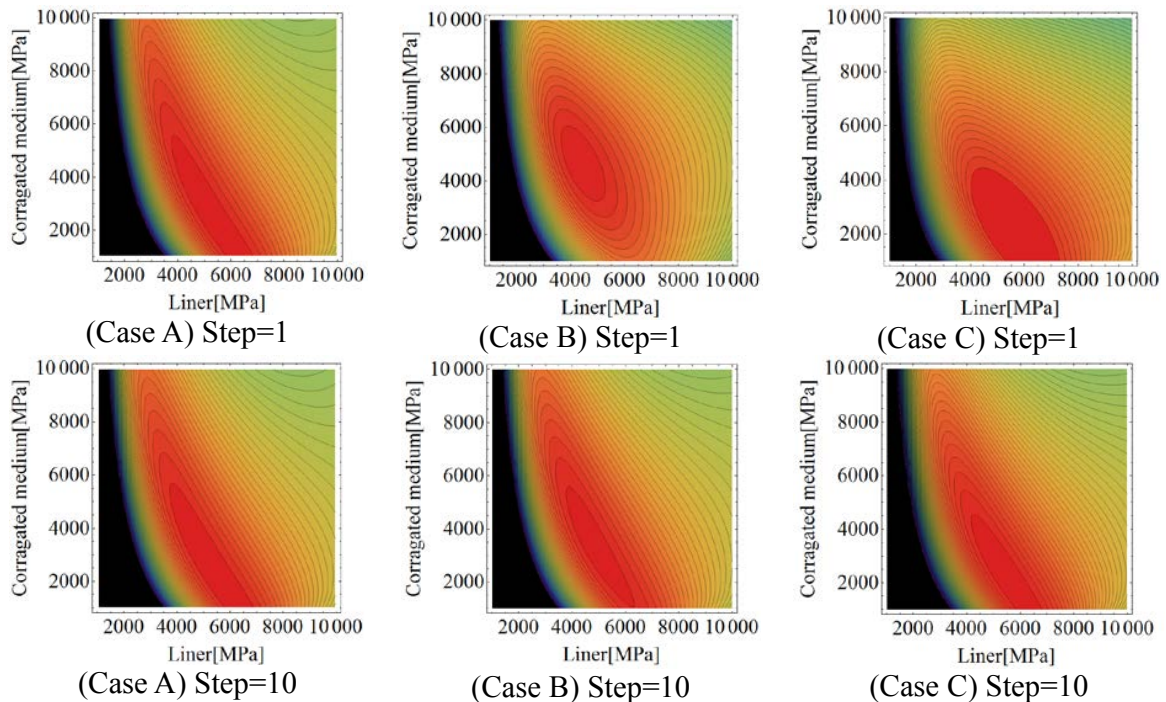 10 000
8000
6000
4000
2000
Corragated medium[MPa]
2000 4000 6000 8000 10 000
Liner[MPa]
(Case A) Step=1
10 000
8000
6000
4000
2000
Corragated medium[MPa]
2000 4000 6000 8000 10 000
Liner[MPa]
(Case B) Step=1
10 000
8000
6000
4000
2000
Corragated medium[MPa]
2000 4000 6000 8000 10 000
Liner[MPa]
(Case C) Step=1
10 000
8000
6000
4000
2000
Corragated medium[MPa]
2000 4000 6000 8000 10 000
Liner[MPa]
(Case A) Step=10
10 000
8000
6000
4000
2000
Corragated medium[MPa]
2000 4000 6000 8000 10 000
Liner[MPa]
(Case B) Step=10
10 000
8000
6000
4000
2000
Corragated medium[MPa]
2000 4000 6000 8000 10 000
Liner[MPa]
(Case C) Step=10